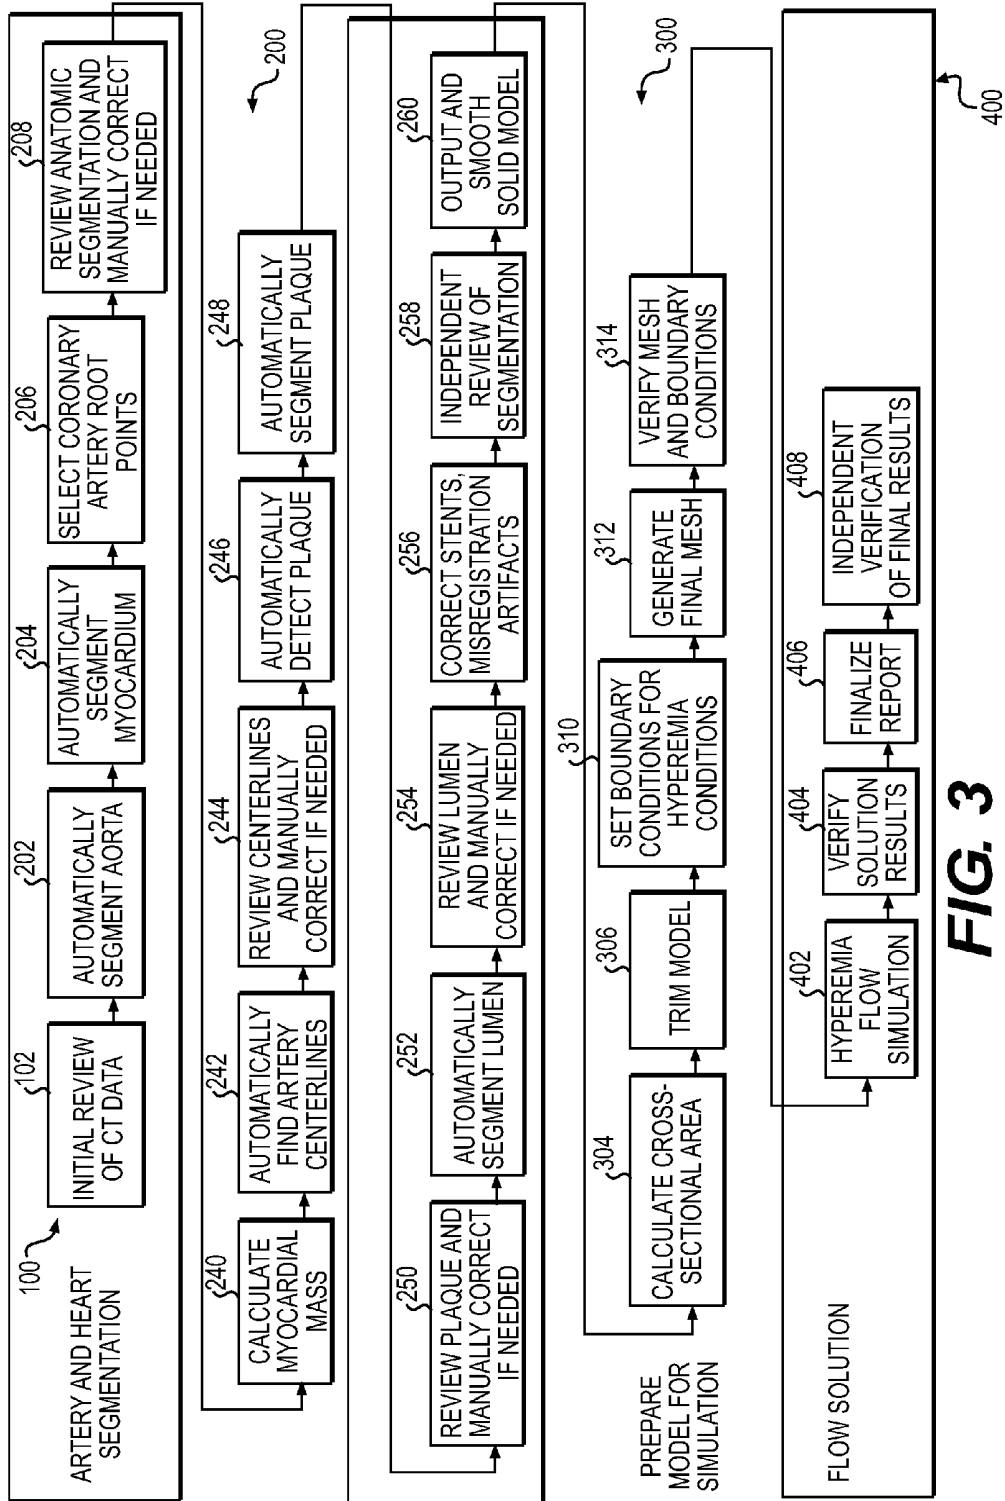 ARTERY AND HEART
SEGMENTATION
100
102
INITIAL REVIEW
OF CT DATA
202
AUTOMATICALLY
SEGMENT AORTA
204
AUTOMATICALLY
SEGMENT
MYOCARDIUM
206
SELECT CORONARY
ARTERY ROOT
POINTS
208
REVIEW ANATOMIC
SEGMENTATION AND
MANUALLY CORRECT
IF NEEDED
200
240
CALCULATE
MYOCARDIAL
MASS
242
AUTOMATICALLY
FIND ARTERY
CENTERLINES
244
REVIEW CENTERLINES
AND MANUALLY
CORRECT IF NEEDED
246
AUTOMATICALLY
DETECT PLAQUE
248
AUTOMATICALLY
SEGMENT PLAQUE
250
REVIEW PLAQUE AND
MANUALLY CORRECT
IF NEEDED
252
AUTOMATICALLY
SEGMENT LUMEN
254
REVIEW LUMEN
AND MANUALLY
CORRECT IF NEEDED
256
CORRECT STENTS,
MISREGISTRATION
ARTIFACTS
258
INDEPENDENT
REVIEW OF
SEGMENTATION
260
OUTPUT AND
SMOOTH
SOLID MODEL
PREPARE
MODEL FOR
SIMULATION
300
304
CALCULATE CROSS-
SECTIONAL AREA
306
TRIM MODEL
310
SET BOUNDARY
CONDITIONS FOR
HYPEREMIA
CONDITIONS
312
GENERATE
FINAL MESH
314
VERIFY MESH
AND BOUNDARY
CONDITIONS
FLOW SOLUTION
400
402
HYPEREMIA
FLOW
SIMULATION
404
VERIFY
SOLUTION
RESULTS
406
FINALIZE
REPORT
408
INDEPENDENT
VERIFICATION
OF FINAL RESULTS
FIG. 3